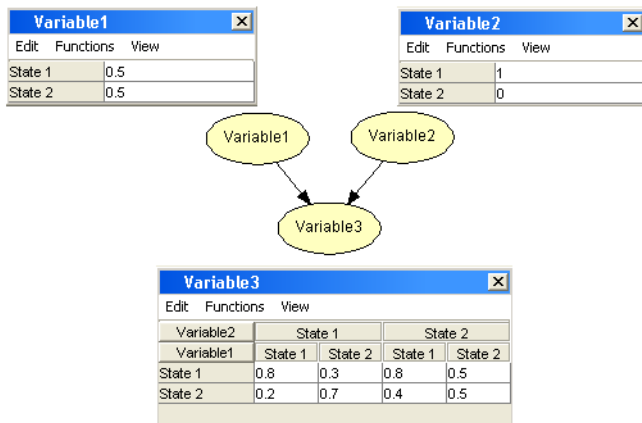 Variable1
Edit Functions View
State 1 0.5
State 2 0.5
Variable2
Edit Functions View
State 1 1
State 2 0
Variable1
Variable2
Variable3
Variable3
Edit Functions View
Variable2 State 1 State 2
Variable1 State 1 State 2 State 1 State 2
State 1 0.8 0.3 0.8 0.5
State 2 0.2 0.7 0.4 0.5